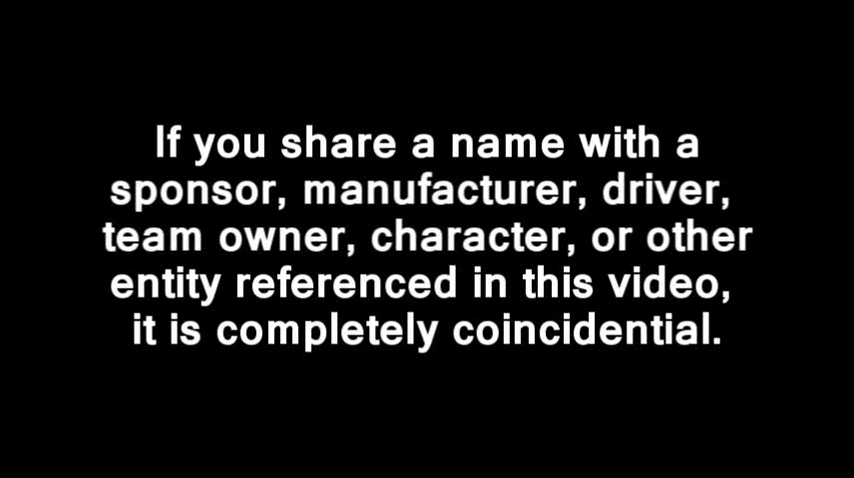 If you share a name with a
sponsor, manufacturer, driver,
team owner, character, or other
entity referenced in this video,
it is completely coincidential.